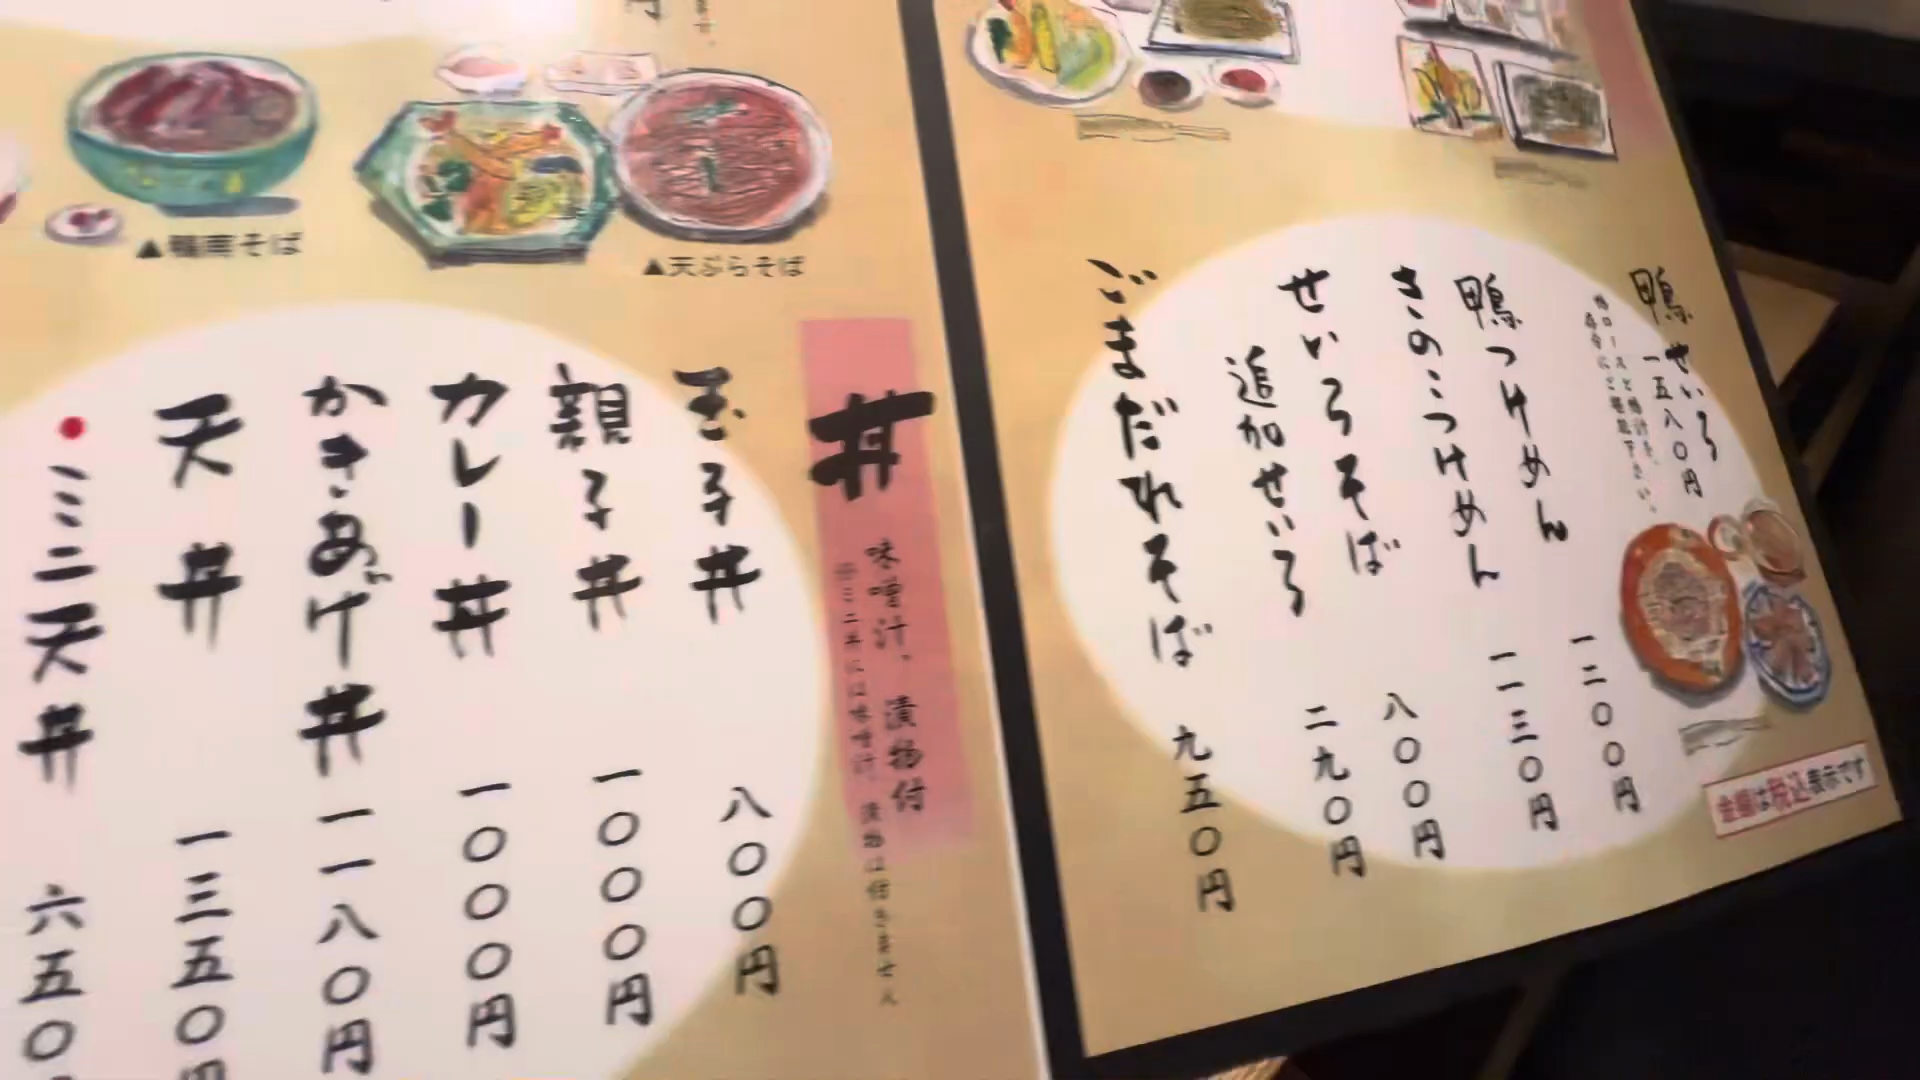 円
▲鴨南そば
▲天ぷらそば
丼
味噌汁、漬物付
※ミニ丼には味噌汁、漬物は付きません
玉子丼 八〇〇円
親子丼 一〇〇〇円
カレー丼 一〇〇〇円
かきあげ丼 一一八〇円
天丼 一三五〇円
●ミニ天丼 六五〇
鴨せいろ
一五八〇円
鴨つけめん 一二〇〇円
きのこつけめん 一一三〇円
せいろそば 八〇〇円
追加せいろ 二九〇円
ごまだれそば 九五〇円
金額は税込表示です